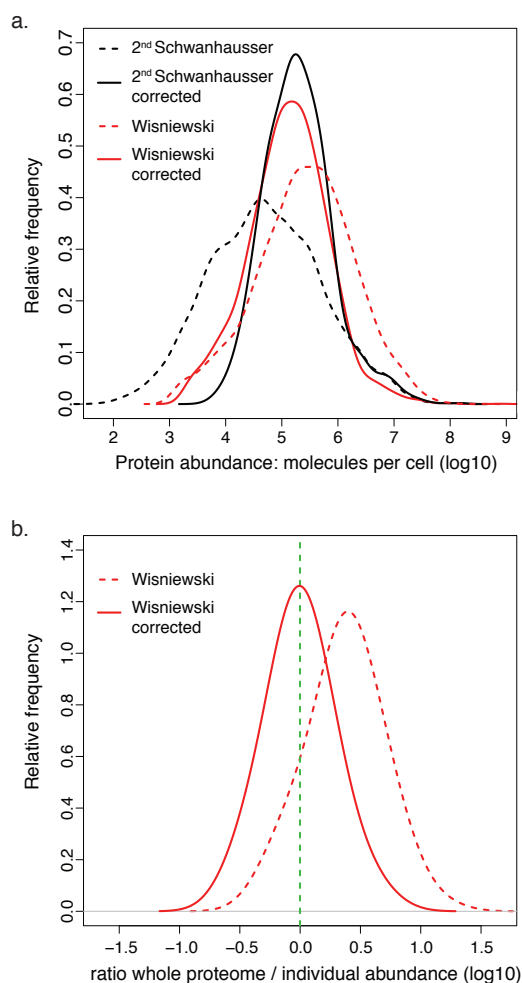 a.
Relative frequency
0.0 0.1 0.2 0.3 0.4 0.5 0.6 0.7
2nd Schwanhausser
2nd Schwanhausser
corrected
Wisniewski
Wisniewski
corrected
2 3 4 5 6 7 8 9
Protein abundance: molecules per cell (log10)
b.
Relative frequency
0.0 0.2 0.4 0.6 0.8 1.0 1.2 1.4
Wisniewski
Wisniewski
corrected
−1.5 −1.0 −0.5 0.0 0.5 1.0 1.5
ratio whole proteome / individual abundance (log10)